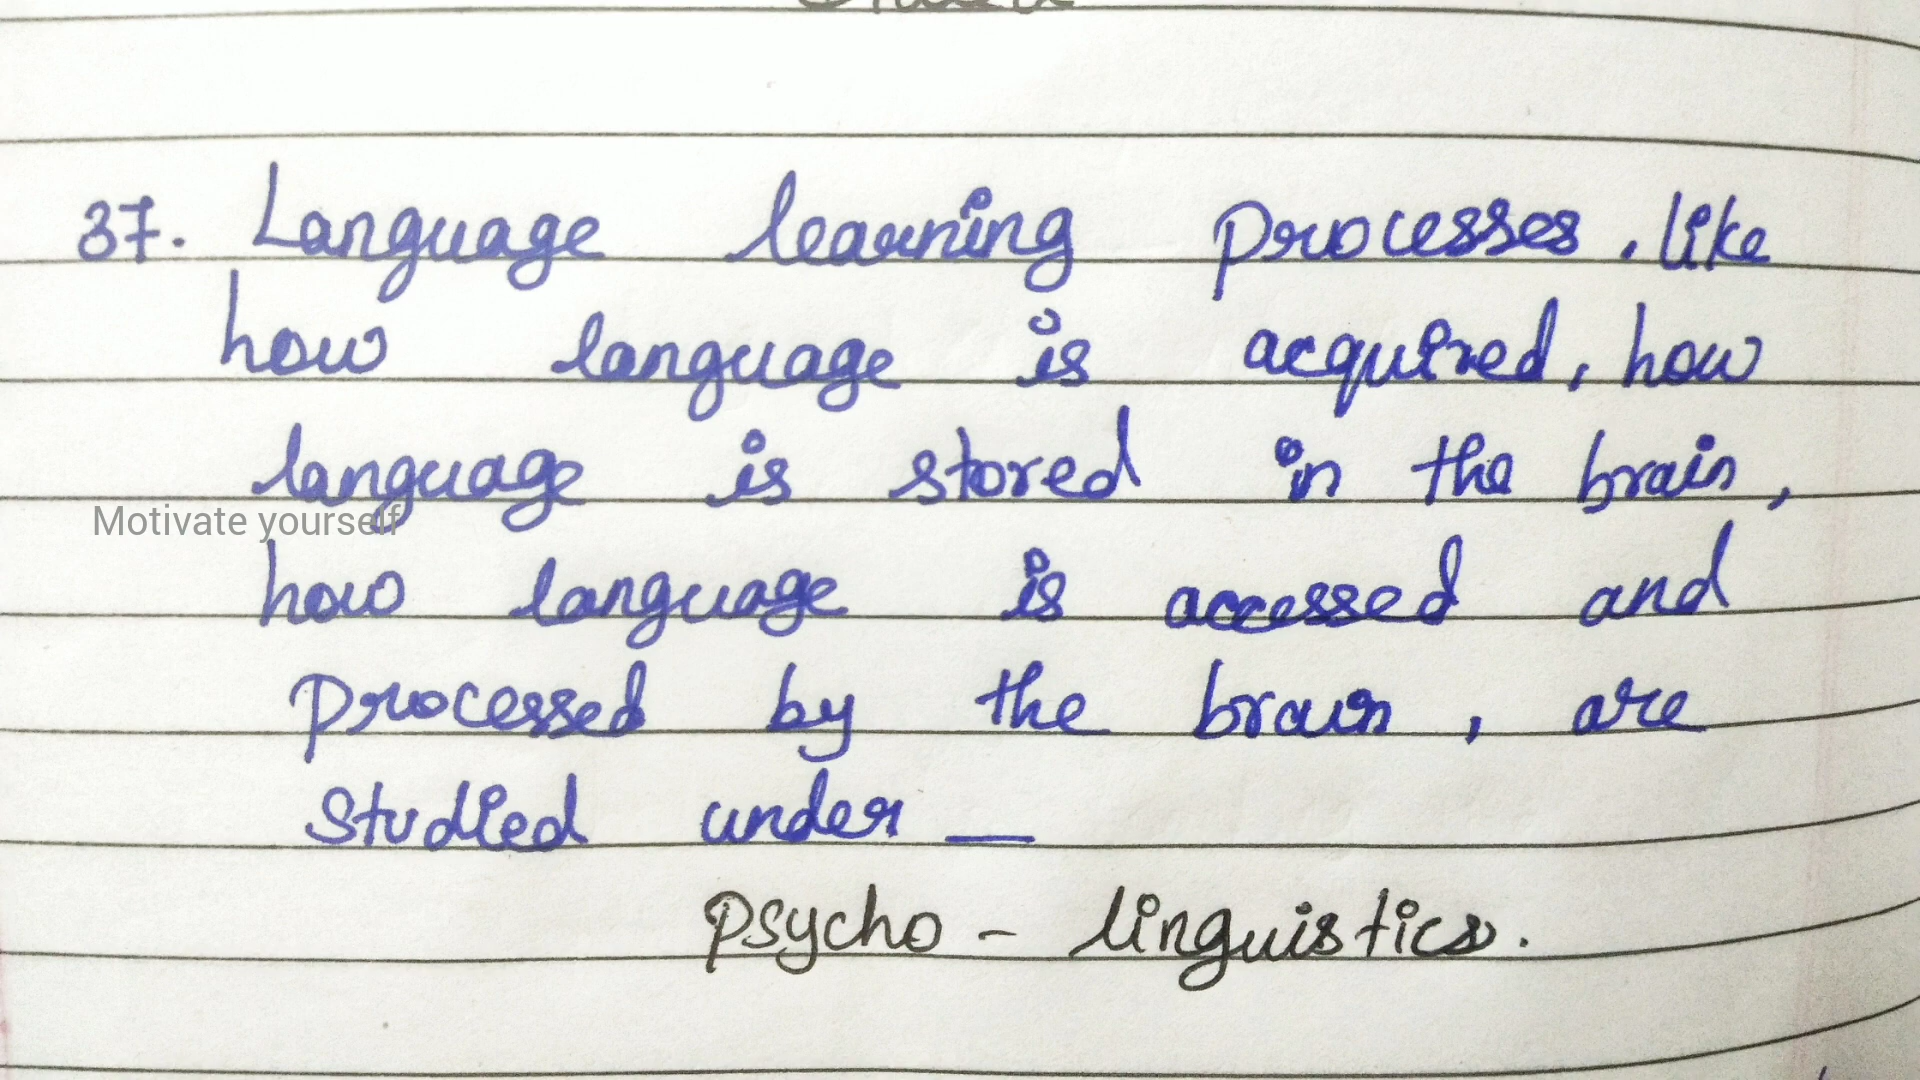 37. Language learning processes, like
how language is acquired, how
language is stored in the brain,
Motivate yourself
how language is accessed and
processed by the brain, are
studied under —
psycho - linguistics.